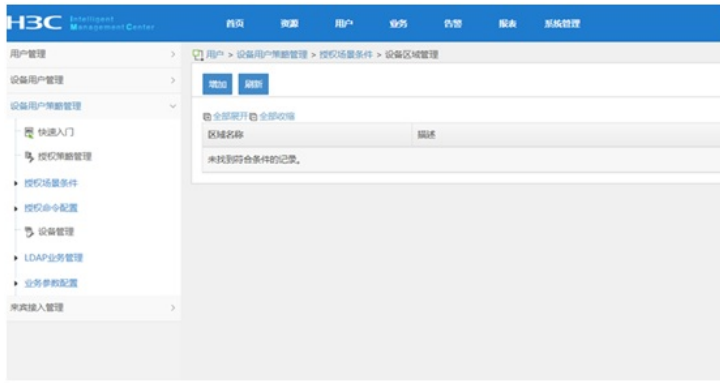 H3C Intelligent Management Center
首页 资源 用户 业务 告警 报表 系统管理
用户管理
设备用户管理
设备用户策略管理
快速入门
授权策略管理
授权场景条件
授权命令配置
设备管理
LDAP业务管理
业务参数配置
来宾接入管理
用户 > 设备用户策略管理 > 授权场景条件 > 设备区域管理
增加 刷新
全部展开 全部收缩
区域名称 描述
未找到符合条件的记录。